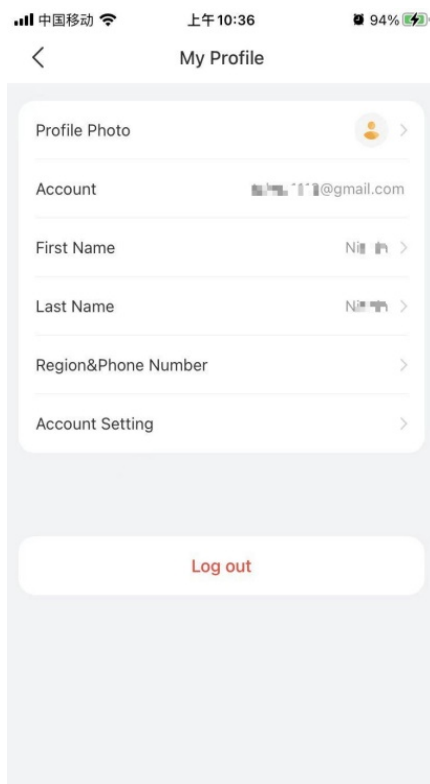 中国移动 上午10:36 94%
My Profile
Profile Photo
Account @gmail.com
First Name
Last Name
Region&Phone Number
Account Setting
Log out